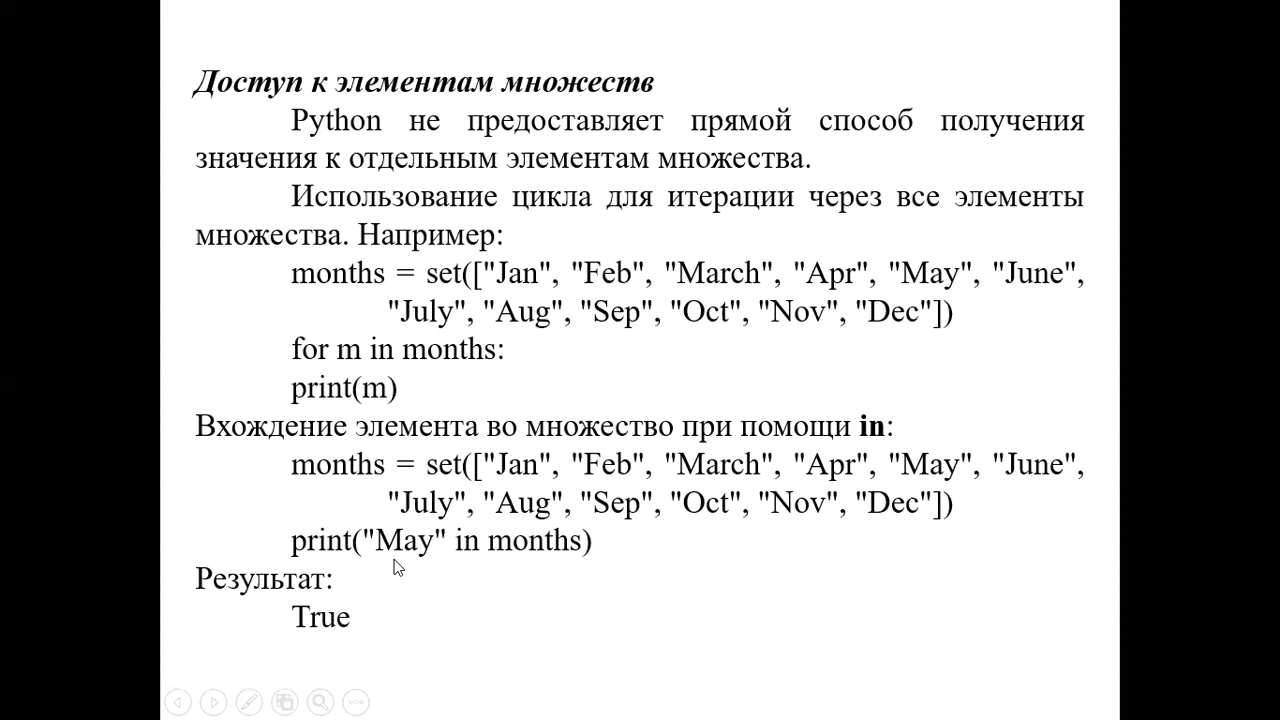 Доступ к элементам множеств
Python не предоставляет прямой способ получения
значения к отдельным элементам множества.
Использование цикла для итерации через все элементы
множества. Например:
months = set(["Jan", "Feb", "March", "Apr", "May", "June",
"July", "Aug", "Sep", "Oct", "Nov", "Dec"])
for m in months:
print(m)
Вхождение элемента во множество при помощи in:
months = set(["Jan", "Feb", "March", "Apr", "May", "June",
"July", "Aug", "Sep", "Oct", "Nov", "Dec"])
print("May" in months)
Результат:
True